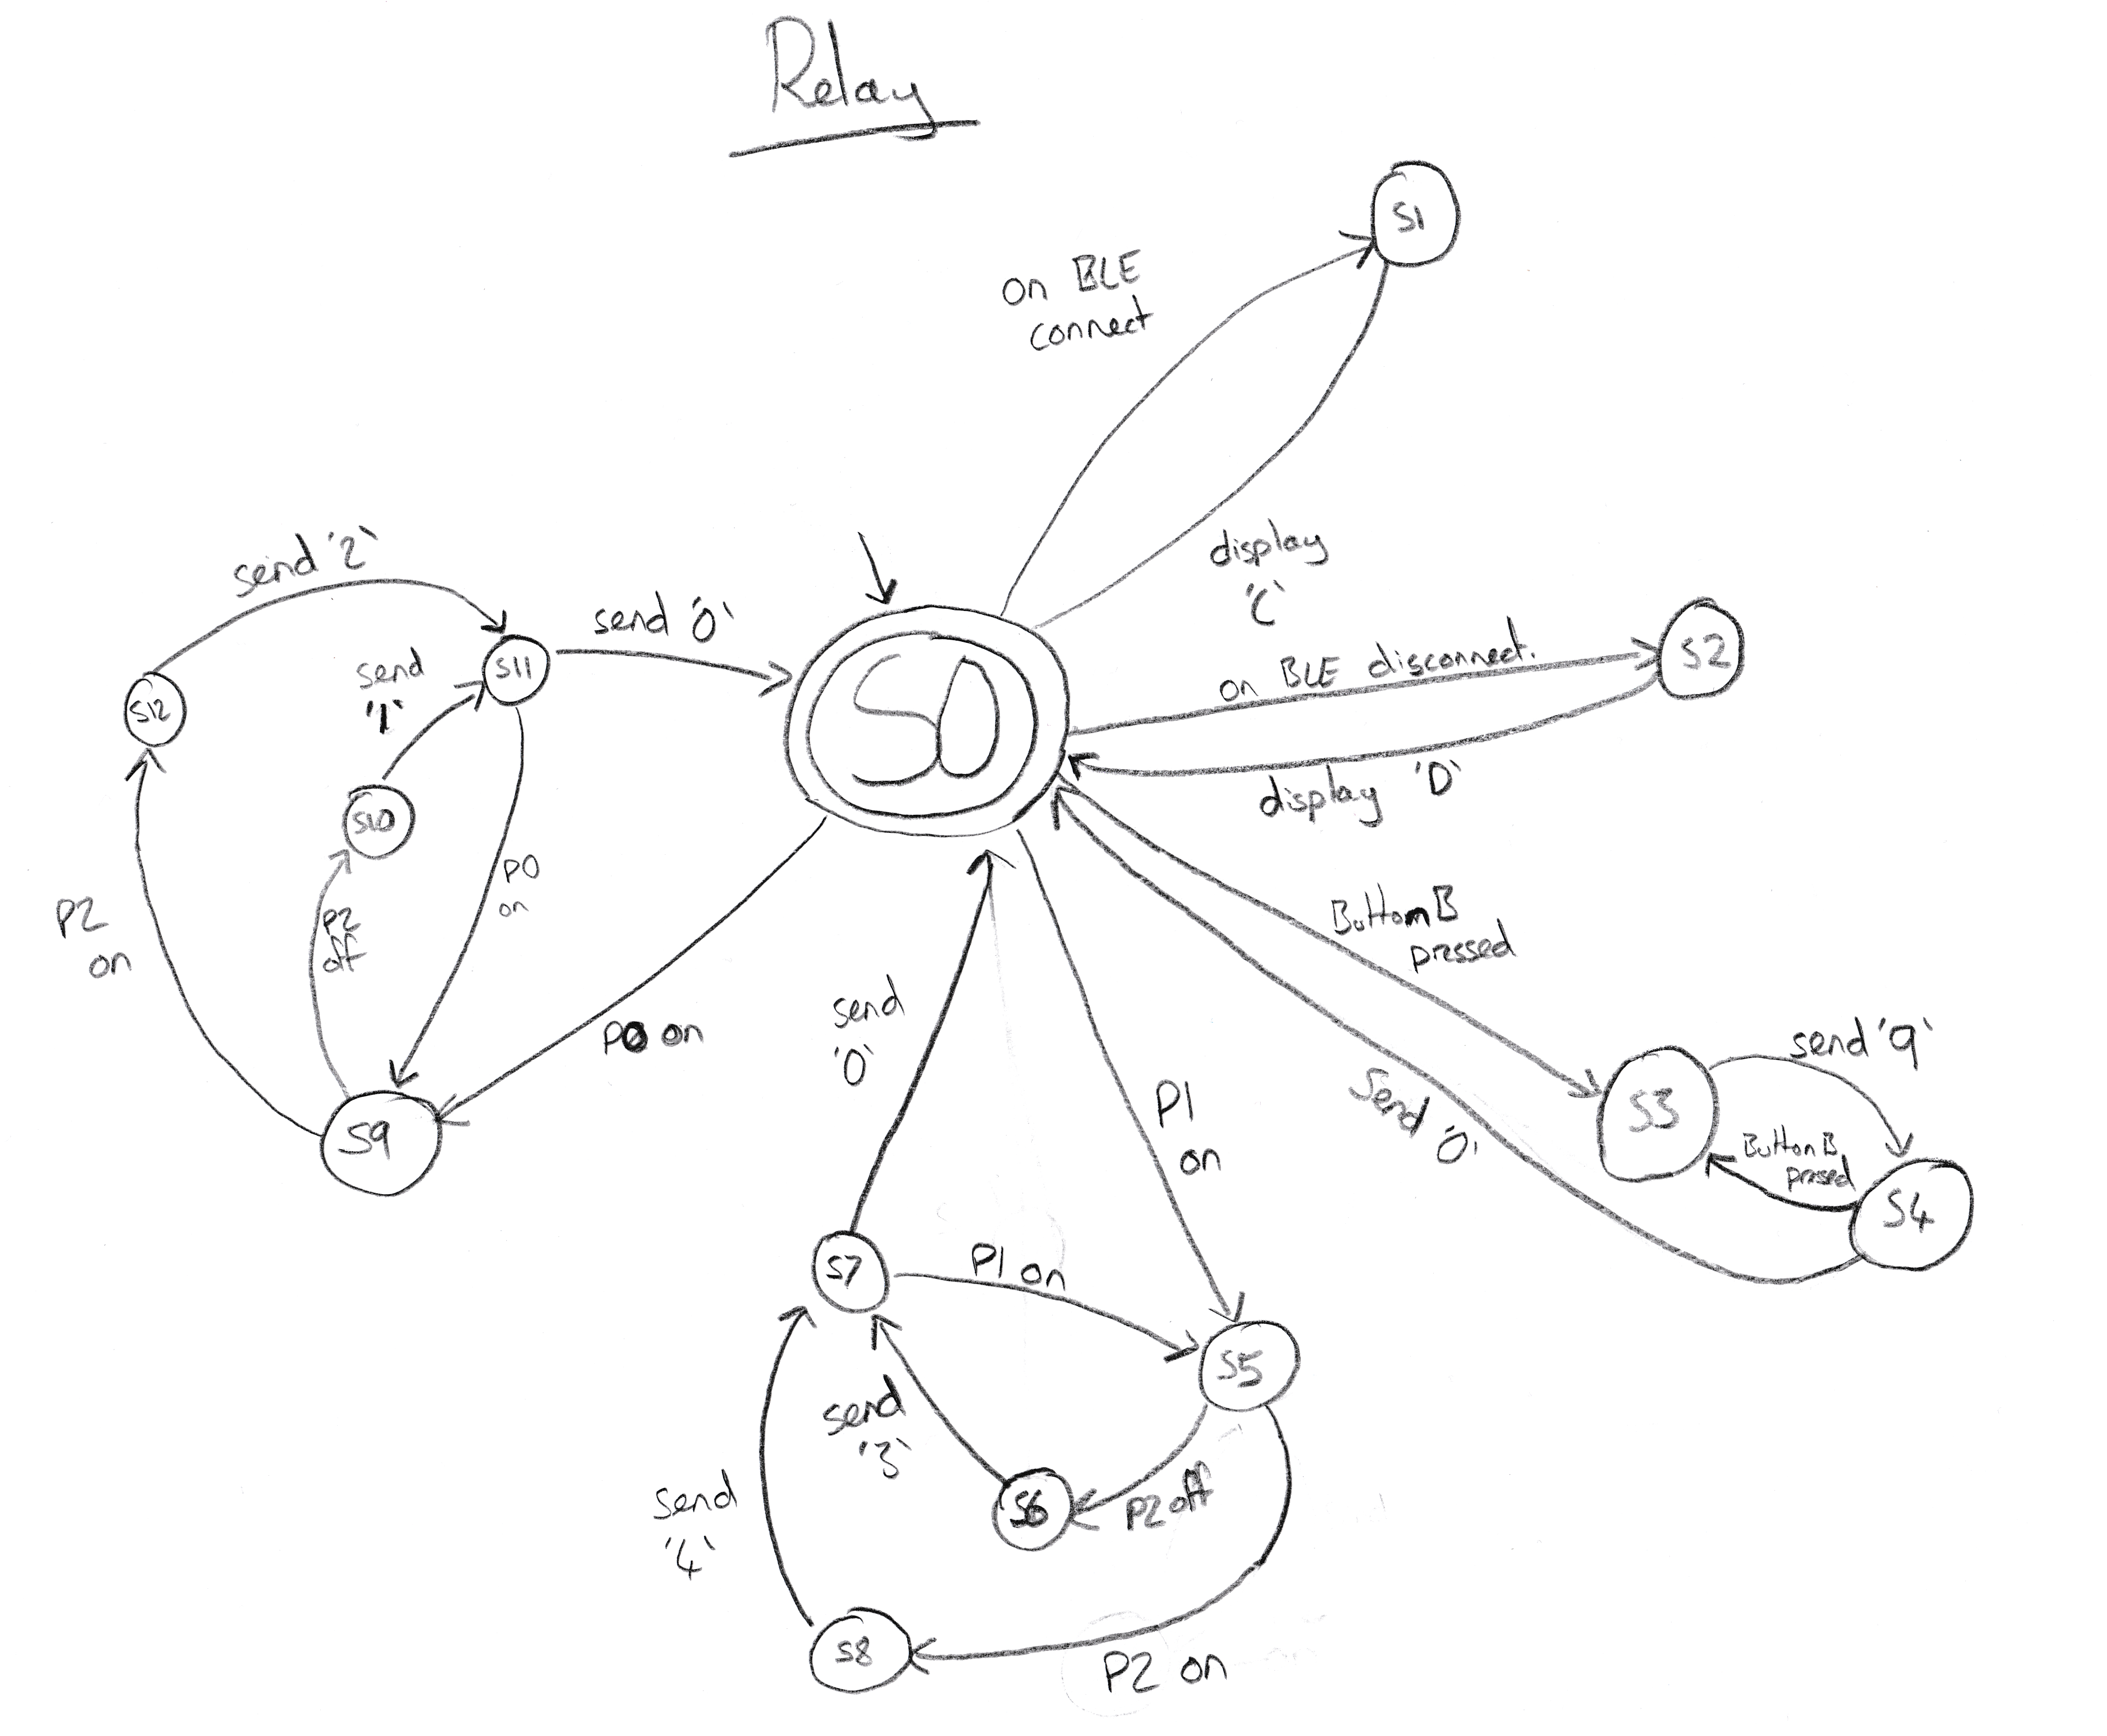 Relay
S1
on BLE
connect
display
'C'
send '2'
send '0'
S11
send
'1'
S12
S0
on BLE disconnect.
S2
display 'D'
S10
P0
on
P2
off
P2
on
P0 on
S9
Button B
pressed
send
'0'
P1
on
Send '0'
S3
send '9'
Button B
pressed
S4
S7
P1 on
S5
send
'3'
S6
P2 off
send
'4'
S8
P2 on